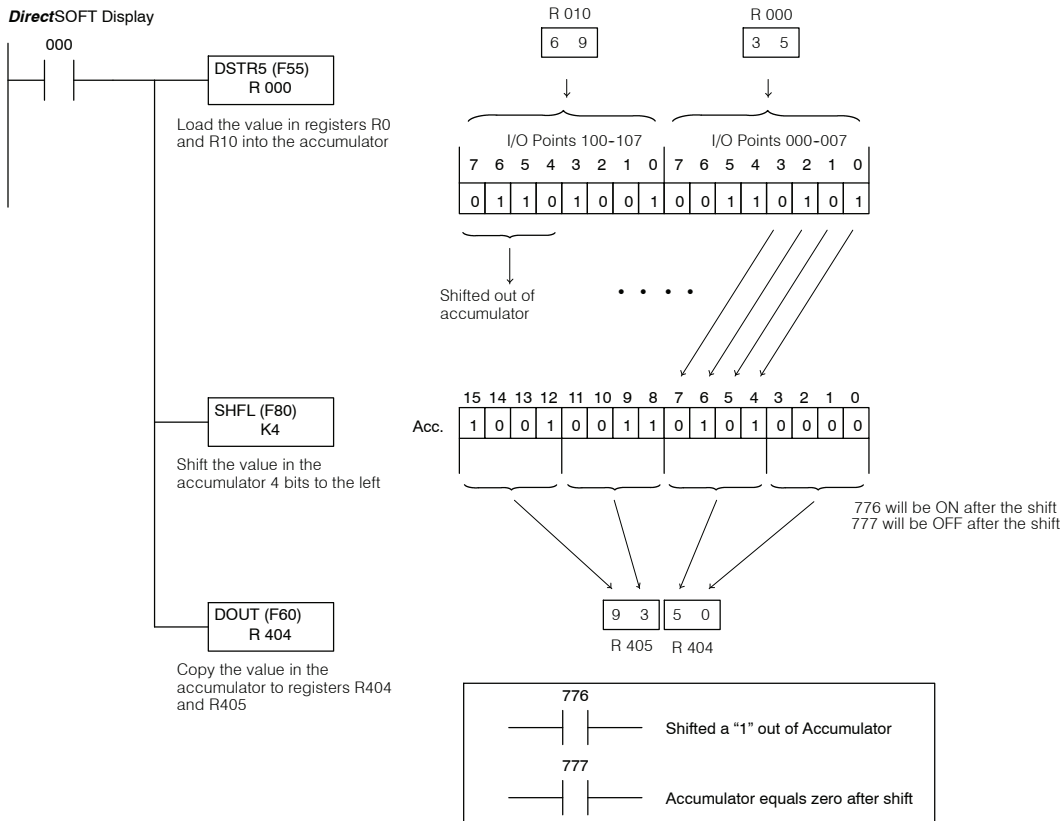 DirectSOFT Display
000
DSTR5 (F55)
R 000
Load the value in registers R0
and R10 into the accumulator
R 010
R 000
6 9
3 5
I/O Points 100-107
I/O Points 000-007
7 6 5 4 3 2 1 0 7 6 5 4 3 2 1 0
0 1 1 0 1 0 0 1 0 0 1 1 0 1 0 1
Shifted out of
accumulator
. . . .
SHFL (F80)
K4
Shift the value in the
accumulator 4 bits to the left
15 14 13 12 11 10 9 8 7 6 5 4 3 2 1 0
Acc. 1 0 0 1 0 0 1 1 0 1 0 1 0 0 0 0
776 will be ON after the shift
777 will be OFF after the shift
DOUT (F60)
R 404
Copy the value in the
accumulator to registers R404
and R405
9 3 5 0
R 405 R 404
776
Shifted a “1” out of Accumulator
777
Accumulator equals zero after shift